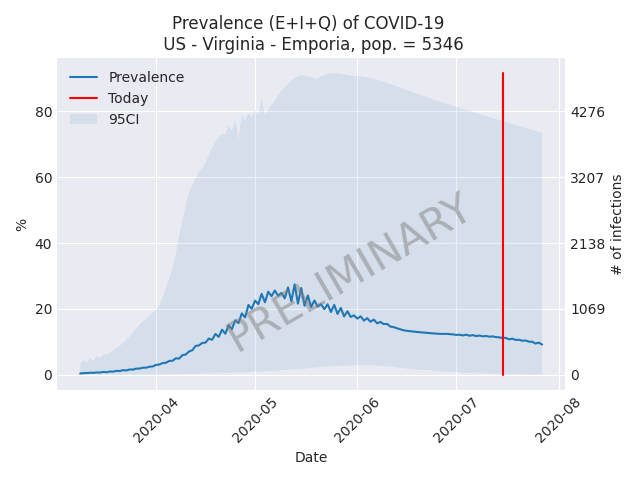 Prevalence (E+I+Q) of COVID-19
US - Virginia - Emporia, pop. = 5346
Prevalence
Today
95CI
80
60
40
20
0
%
4276
3207
2138
1069
0
# of infections
PRELIMINARY
2020-04
2020-05
2020-06
2020-07
2020-08
Date